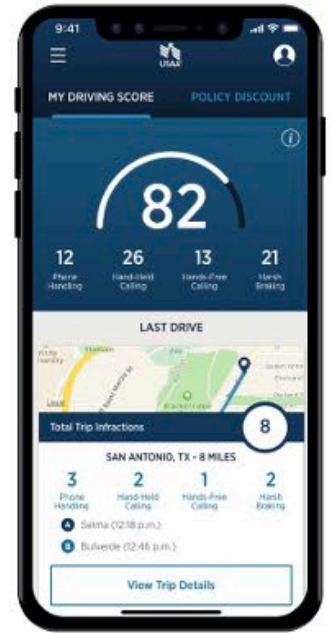 9:41
USAA
MY DRIVING SCORE POLICY DISCOUNT
82
12 26 13 21
Phone Hand-Held Hands-Free Harsh
Handling Calling Calling Braking
LAST DRIVE
Total Trip Infractions 8
SAN ANTONIO, TX - 8 MILES
3 2 1 2
Phone Hand-Held Hands-Free Harsh
Handling Calling Calling Braking
A Selma (12:18 p.m.)
B Bulverde (12:46 p.m.)
View Trip Details